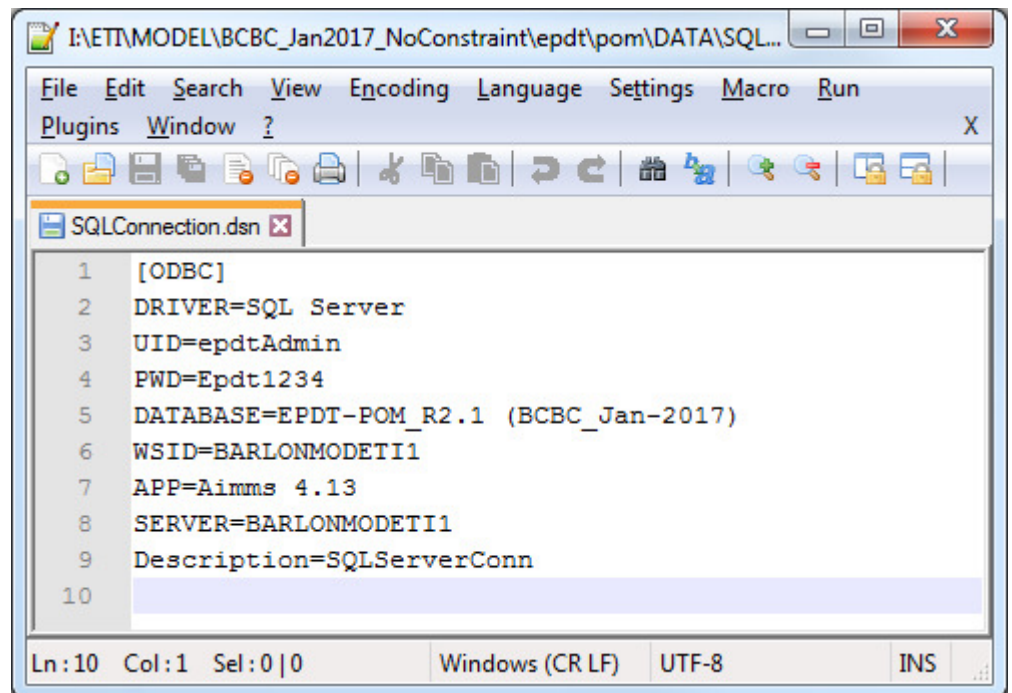 I:\ETI\MODEL\BCBC_Jan2017_NoConstraint\epdt\pom\DATA\SQL...
File Edit Search View Encoding Language Settings Macro Run
Plugins Window ? X
SQLConnection.dsn
1 [ODBC]
2 DRIVER=SQL Server
3 UID=epdtAdmin
4 PWD=Epdt1234
5 DATABASE=EPDT-POM_R2.1 (BCBC_Jan-2017)
6 WSID=BARLONMODETI1
7 APP=Aimms 4.13
8 SERVER=BARLONMODETI1
9 Description=SQLServerConn
10
Ln : 10 Col : 1 Sel : 0 | 0 Windows (CR LF) UTF-8 INS